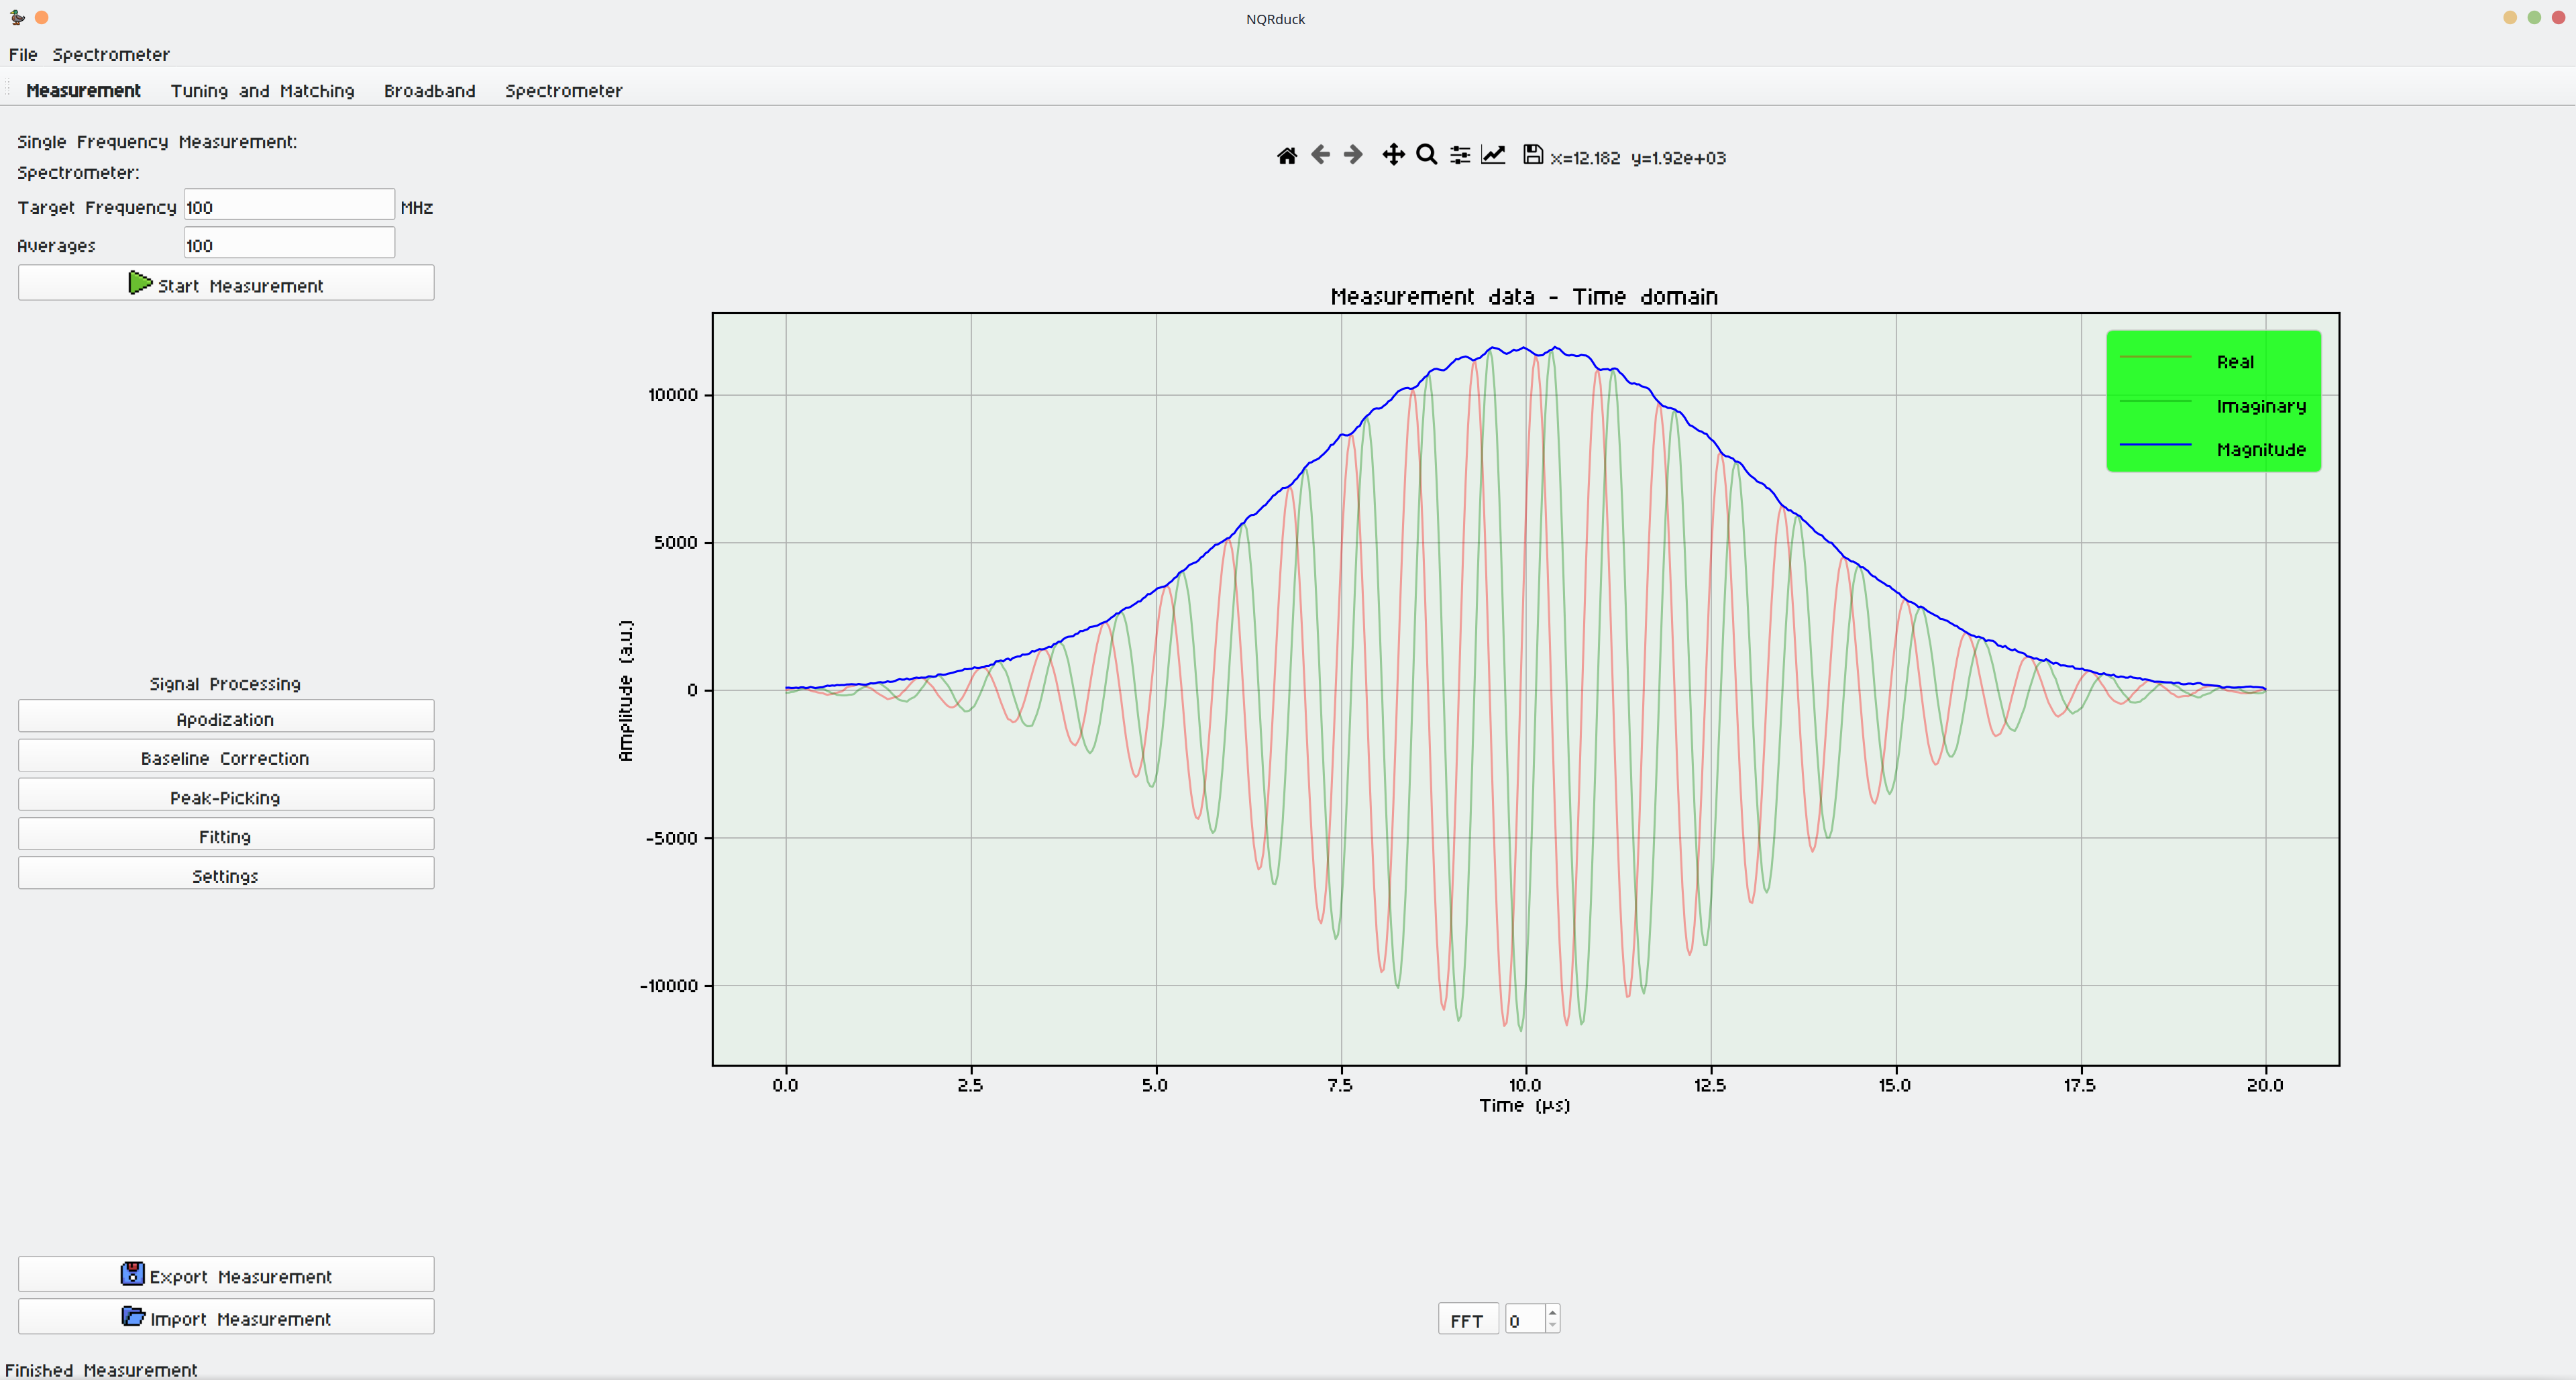 NQRduck
File Spectrometer
Measurement Tuning and Matching Broadband Spectrometer
Single Frequency Measurement:
Spectrometer:
Target Frequency 100 MHz
Averages 100
Start Measurement
Signal Processing
Apodization
Baseline Correction
Peak-Picking
Fitting
Settings
Export Measurement
Import Measurement
Finished Measurement
x=12.182 y=1.92e+03
Measurement data - Time domain
Real
Imaginary
Magnitude
Amplitude (a.u.)
10000
5000
0
-5000
-10000
0.0 2.5 5.0 7.5 10.0 12.5 15.0 17.5 20.0
Time (µs)
FFT 0